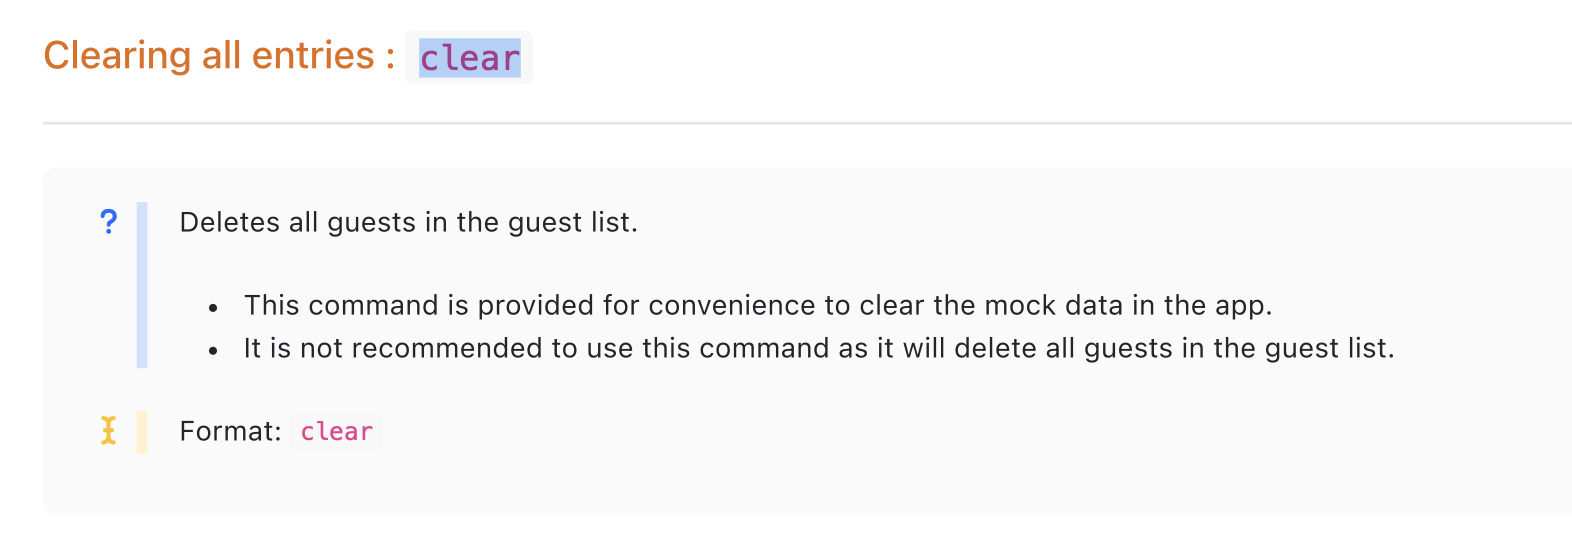 Clearing all entries : clear
? Deletes all guests in the guest list.
• This command is provided for convenience to clear the mock data in the app.
• It is not recommended to use this command as it will delete all guests in the guest list.
Format: clear